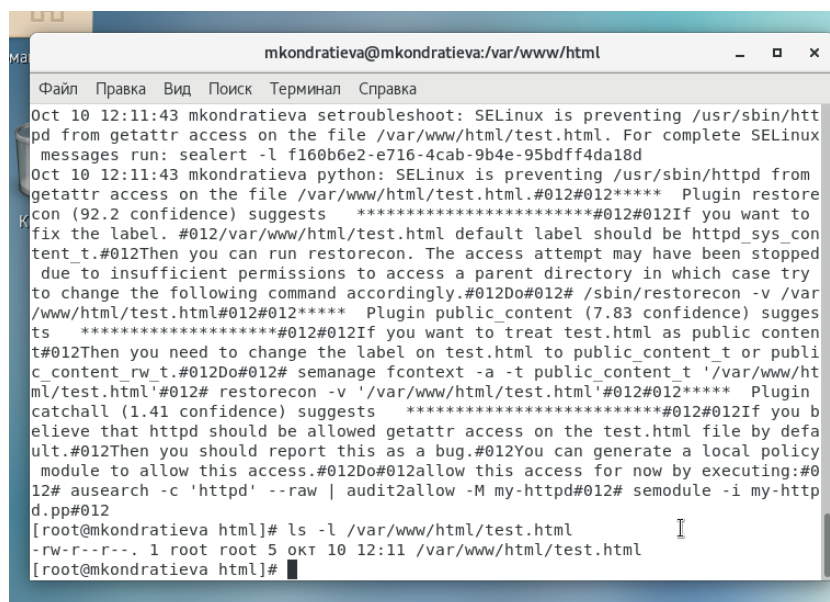 ма
К
mkondratieva@mkondratieva:/var/www/html
Файл Правка Вид Поиск Терминал Справка
Oct 10 12:11:43 mkondratieva setroubleshoot: SELinux is preventing /usr/sbin/htt
pd from getattr access on the file /var/www/html/test.html. For complete SELinux
 messages run: sealert -l f160b6e2-e716-4cab-9b4e-95bdff4da18d
Oct 10 12:11:43 mkondratieva python: SELinux is preventing /usr/sbin/httpd from
getattr access on the file /var/www/html/test.html.#012#012***** Plugin restore
con (92.2 confidence) suggests   ************************#012#012If you want to
fix the label. #012/var/www/html/test.html default label should be httpd_sys_con
tent_t.#012Then you can run restorecon. The access attempt may have been stopped
 due to insufficient permissions to access a parent directory in which case try
to change the following command accordingly.#012Do#012# /sbin/restorecon -v /var
/www/html/test.html#012#012***** Plugin public_content (7.83 confidence) sugges
ts   ********************#012#012If you want to treat test.html as public conten
t#012Then you need to change the label on test.html to public_content_t or publi
c_content_rw_t.#012Do#012# semanage fcontext -a -t public_content_t '/var/www/ht
ml/test.html'#012# restorecon -v '/var/www/html/test.html'#012#012***** Plugin
catchall (1.41 confidence) suggests   **************************#012#012If you b
elieve that httpd should be allowed getattr access on the test.html file by defa
ult.#012Then you should report this as a bug.#012You can generate a local policy
 module to allow this access.#012Do#012allow this access for now by executing:#0
12# ausearch -c 'httpd' --raw | audit2allow -M my-httpd#012# semodule -i my-http
d.pp#012
[root@mkondratieva html]# ls -l /var/www/html/test.html
-rw-r--r--. 1 root root 5 окт 10 12:11 /var/www/html/test.html
[root@mkondratieva html]#